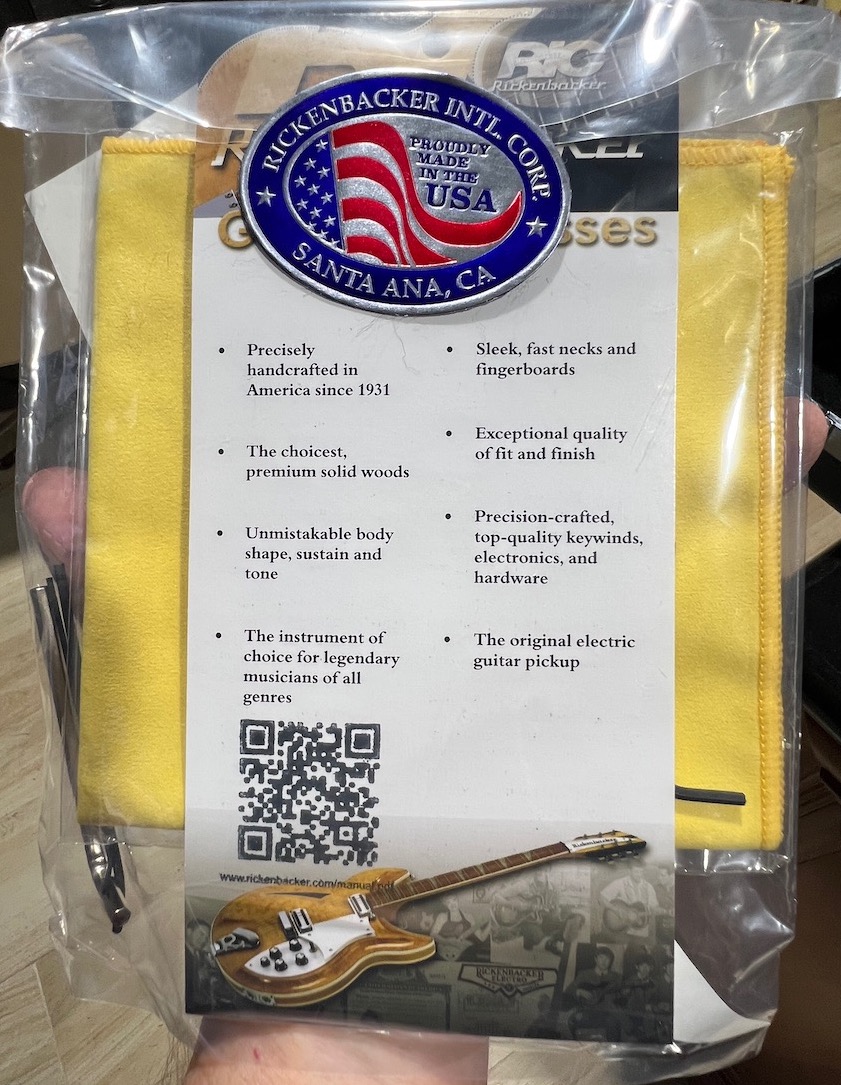 RIC
Rickenbacker
RICKENBACKER INTL. CORP.
PROUDLY
MADE
IN THE
USA
SANTA ANA, CA
G sses
• Precisely
handcrafted in
America since 1931
• The choicest,
premium solid woods
• Unmistakable body
shape, sustain and
tone
• The instrument of
choice for legendary
musicians of all
genres
• Sleek, fast necks and
fingerboards
• Exceptional quality
of fit and finish
• Precision-crafted,
top-quality keywinds,
electronics, and
hardware
• The original electric
guitar pickup
www.rickenbacker.com/manual.pdf
Rickenbacker
RICKENBACKER
ELECTRO